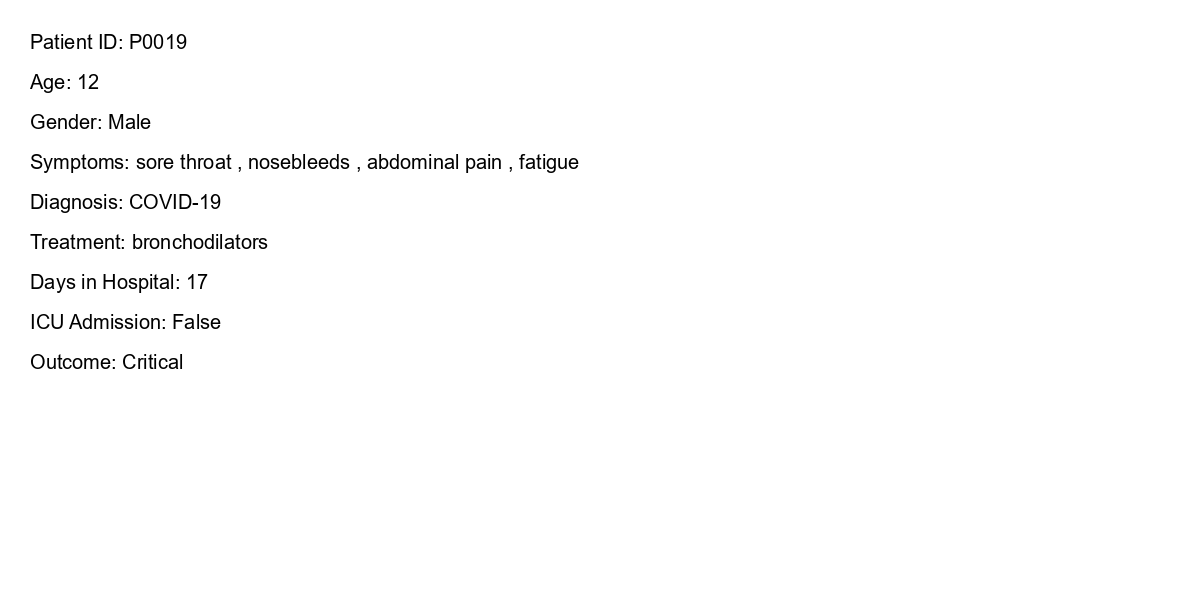 Patient ID: P0019
Age: 12
Gender: Male
Symptoms: sore throat , nosebleeds , abdominal pain , fatigue
Diagnosis: COVID-19
Treatment: bronchodilators
Days in Hospital: 17
ICU Admission: False
Outcome: Critical